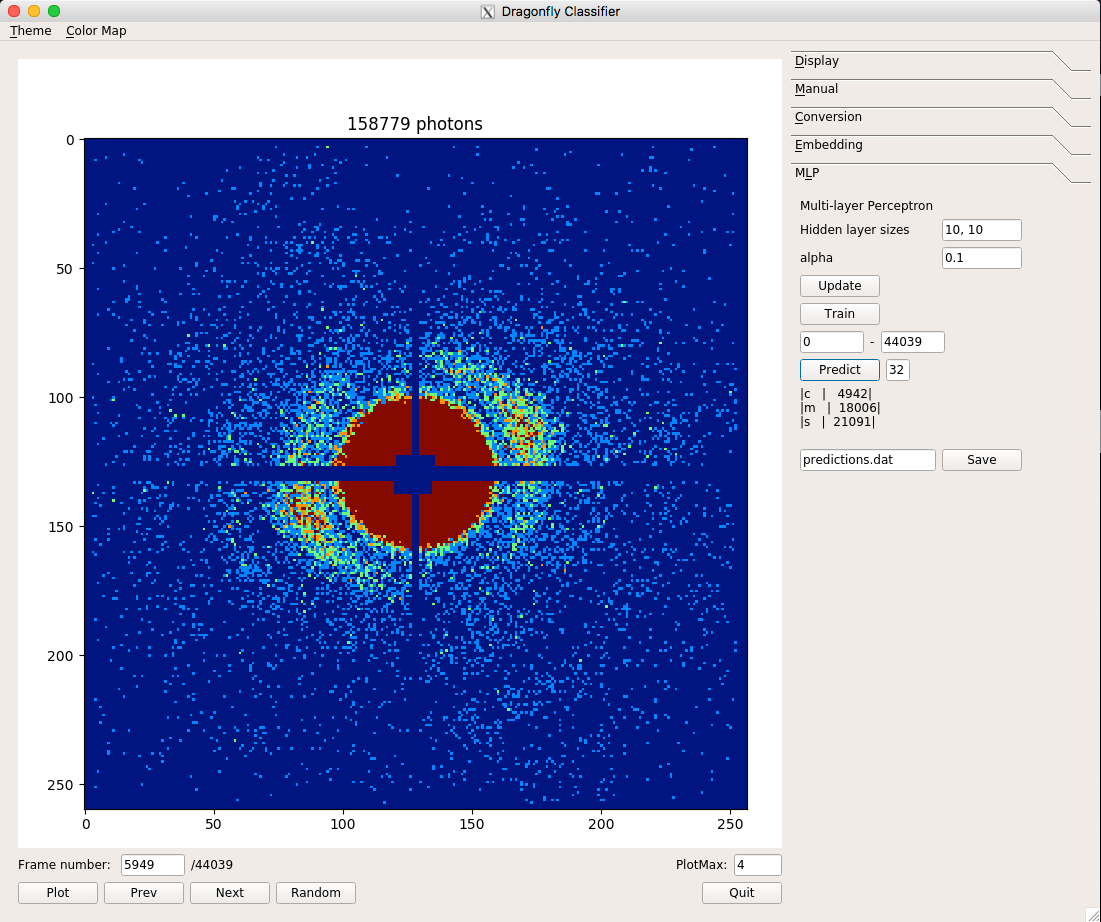 Dragonfly Classifier
Theme Color Map
158779 photons
0
50
100
150
200
250
0 50 100 150 200 250
Frame number: 5949 /44039
PlotMax: 4
Plot Prev Next Random Quit
Display
Manual
Conversion
Embedding
MLP
Multi-layer Perceptron
Hidden layer sizes 10, 10
alpha 0.1
Update
Train
0 - 44039
Predict 32
|c | 4942|
|m | 18006|
|s | 21091|
predictions.dat Save